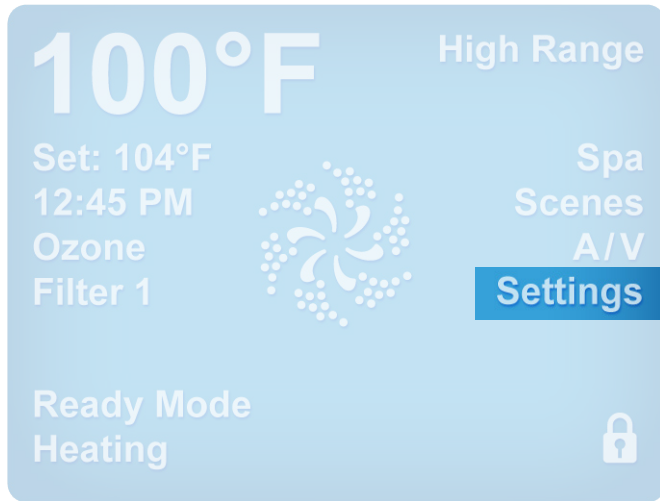 100°F
High Range
Set: 104°F
12:45 PM
Ozone
Filter 1
Spa
Scenes
A/V
Settings
Ready Mode
Heating